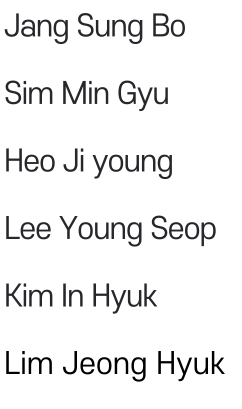 Jang Sung Bo
Sim Min Gyu
Heo Ji young
Lee Young Seop
Kim In Hyuk
Lim Jeong Hyuk